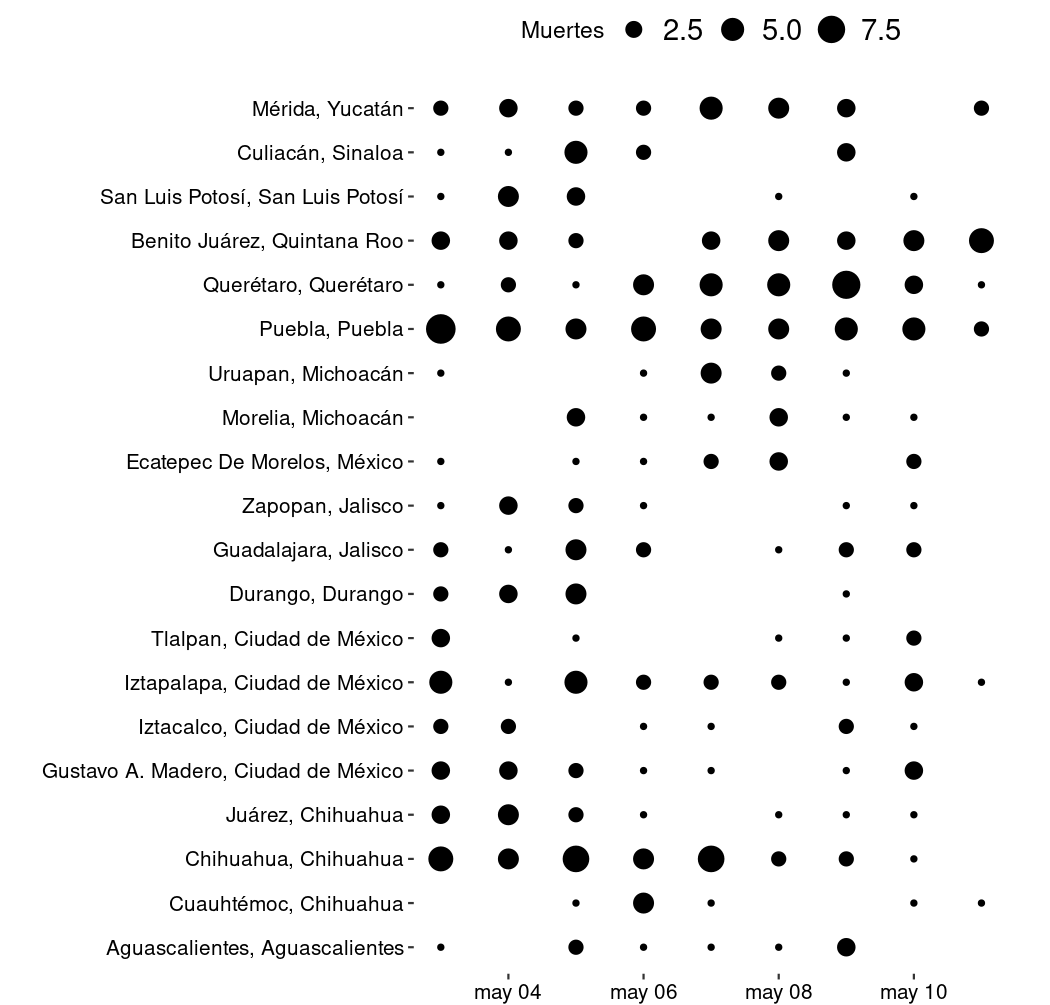 Muertes 2.5 5.0 7.5
Mérida, Yucatán
Culiacán, Sinaloa
San Luis Potosí, San Luis Potosí
Benito Juárez, Quintana Roo
Querétaro, Querétaro
Puebla, Puebla
Uruapan, Michoacán
Morelia, Michoacán
Ecatepec De Morelos, México
Zapopan, Jalisco
Guadalajara, Jalisco
Durango, Durango
Tlalpan, Ciudad de México
Iztapalapa, Ciudad de México
Iztacalco, Ciudad de México
Gustavo A. Madero, Ciudad de México
Juárez, Chihuahua
Chihuahua, Chihuahua
Cuauhtémoc, Chihuahua
Aguascalientes, Aguascalientes
may 04 may 06 may 08 may 10